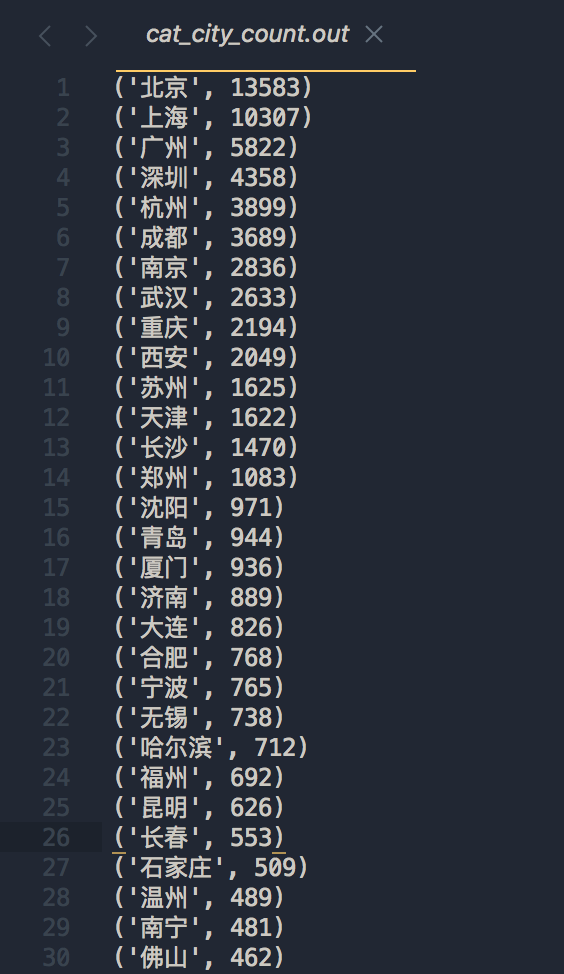 cat_city_count.out
1 ('北京', 13583)
2 ('上海', 10307)
3 ('广州', 5822)
4 ('深圳', 4358)
5 ('杭州', 3899)
6 ('成都', 3689)
7 ('南京', 2836)
8 ('武汉', 2633)
9 ('重庆', 2194)
10 ('西安', 2049)
11 ('苏州', 1625)
12 ('天津', 1622)
13 ('长沙', 1470)
14 ('郑州', 1083)
15 ('沈阳', 971)
16 ('青岛', 944)
17 ('厦门', 936)
18 ('济南', 889)
19 ('大连', 826)
20 ('合肥', 768)
21 ('宁波', 765)
22 ('无锡', 738)
23 ('哈尔滨', 712)
24 ('福州', 692)
25 ('昆明', 626)
26 ('长春', 553)
27 ('石家庄', 509)
28 ('温州', 489)
29 ('南宁', 481)
30 ('佛山', 462)